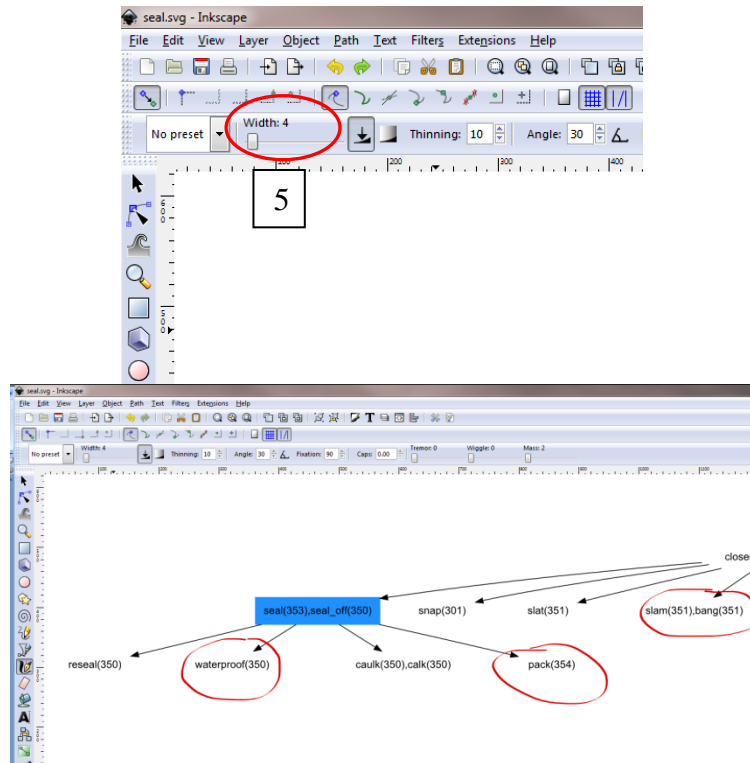 seal.svg - Inkscape
File Edit View Layer Object Path Text Filters Extensions Help
No preset Width: 4 Thinning: 10 Angle: 30
100 200 300 400
600
500
5
seal.svg - Inkscape
File Edit View Layer Object Path Text Filters Extensions Help
No preset Width: 4 Thinning: 10 Angle: 30 Fixation: 90 Caps: 0.00 Tremor: 0 Wiggle: 0 Mass: 2
close
seal(353),seal_off(350) snap(301) slat(351) slam(351),bang(351)
reseal(350) waterproof(350) caulk(350),calk(350) pack(354)